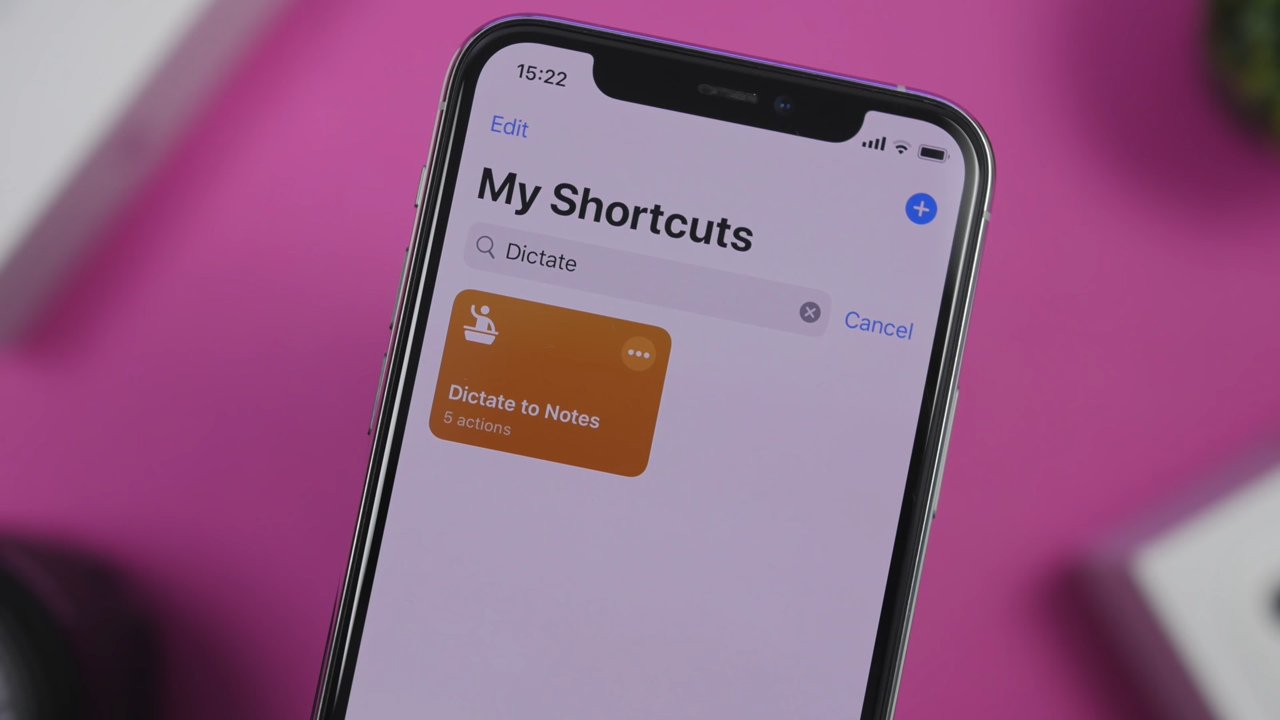 15:22
Edit
My Shortcuts
Dictate
Cancel
Dictate to Notes
5 actions